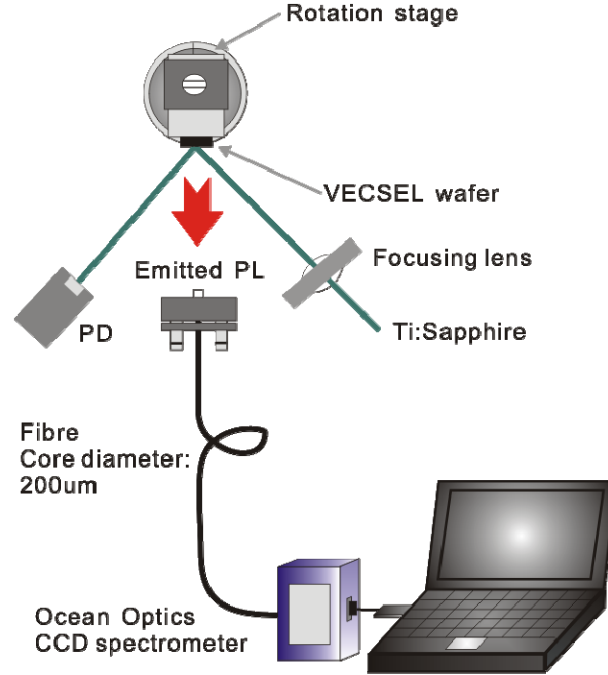 Rotation stage
VECSEL wafer
Focusing lens
Emitted PL
PD
Ti:Sapphire
Fibre
Core diameter:
200um
Ocean Optics
CCD spectrometer